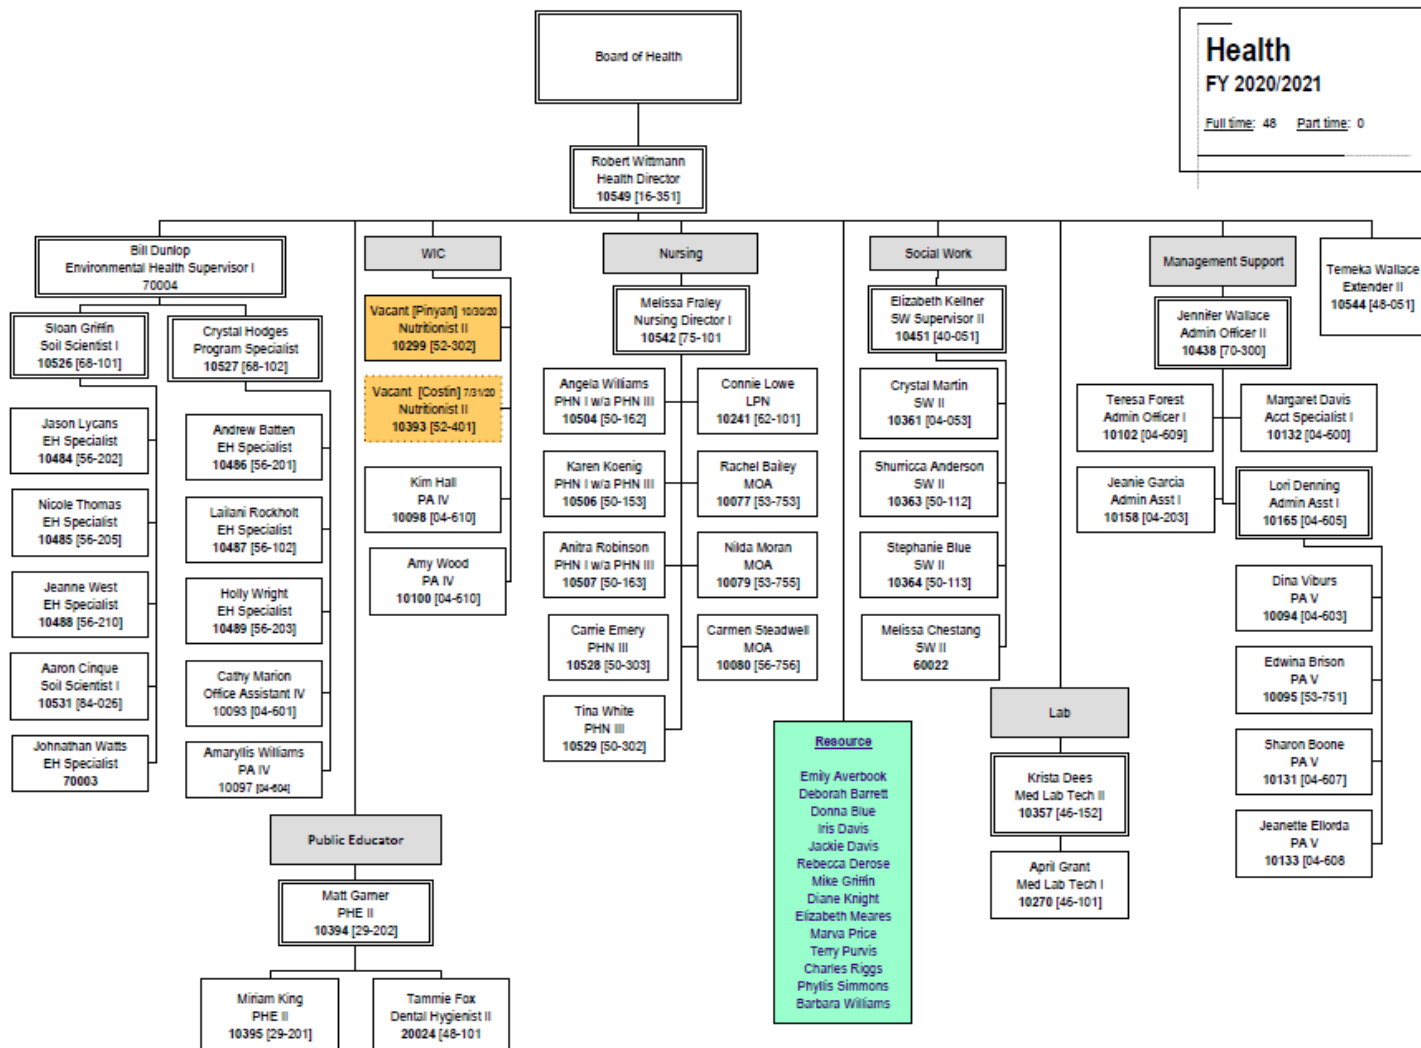 Board of Health
Health
FY 2020/2021
Full time: 48 Part time: 0
Robert Wittmann
Health Director
10549 [16-351]
Bill Dunlop
Environmental Health Supervisor I
70004
Sloan Griffin
Soil Scientist I
10526 [68-101]
Crystal Hodges
Program Specialist
10527 [68-102]
Jason Lycans
EH Specialist
10484 [56-202]
Nicole Thomas
EH Specialist
10485 [56-205]
Jeanne West
EH Specialist
10488 [56-210]
Aaron Cinque
Soil Scientist I
10531 [84-026]
Johnathan Watts
EH Specialist
70003
Andrew Batten
EH Specialist
10486 [56-201]
Lailani Rockholt
EH Specialist
10487 [56-102]
Holly Wright
EH Specialist
10489 [56-203]
Cathy Marion
Office Assistant IV
10093 [04-601]
Amaryllis Williams
PA IV
10097 [04-604]
Public Educator
Matt Garner
PHE II
10394 [29-202]
Miriam King
PHE II
10395 [29-201]
Tammie Fox
Dental Hygienist II
20024 [48-101
WIC
Vacant [Pinyan] 10/30/20
Nutritionist II
10299 [52-302]
Vacant [Costin] 7/31/20
Nutritionist II
10393 [52-401]
Kim Hall
PA IV
10098 [04-610]
Amy Wood
PA IV
10100 [04-610]
Nursing
Melissa Fraley
Nursing Director I
10542 [75-101
Angela Williams
PHN I w/a PHN III
10504 [50-162]
Karen Koenig
PHN I w/a PHN III
10506 [50-153]
Anitra Robinson
PHN I w/a PHN III
10507 [50-163]
Carrie Emery
PHN III
10528 [50-303]
Tina White
PHN III
10529 [50-302]
Connie Lowe
LPN
10241 [62-101]
Rachel Bailey
MOA
10077 [53-753]
Nilda Moran
MOA
10079 [53-755]
Carmen Steadwell
MOA
10080 [56-756]
Resource
Emily Averbook
Deborah Barrett
Donna Blue
Iris Davis
Jackie Davis
Rebecca Derose
Mike Griffin
Diane Knight
Elizabeth Meares
Marva Price
Terry Purvis
Charles Riggs
Phyllis Simmons
Barbara Williams
Social Work
Elizabeth Kellner
SW Supervisor II
10451 [40-051]
Crystal Martin
SW II
10361 [04-053]
Shurricca Anderson
SW II
10363 [50-112]
Stephanie Blue
SW II
10364 [50-113]
Melissa Chestang
SW II
60022
Lab
Krista Dees
Med Lab Tech II
10357 [46-152]
April Grant
Med Lab Tech I
10270 [46-101]
Management Support
Jennifer Wallace
Admin Officer II
10438 [70-300]
Teresa Forest
Admin Officer I
10102 [04-609]
Margaret Davis
Acct Specialist I
10132 [04-600]
Jeanie Garcia
Admin Asst I
10158 [04-203]
Lori Denning
Admin Asst I
10165 [04-605]
Dina Viburs
PA V
10094 [04-603]
Edwina Brison
PA V
10095 [53-751]
Sharon Boone
PA V
10131 [04-607]
Jeanette Ellorda
PA V
10133 [04-608
Temeka Wallace
Extender II
10544 [48-051]